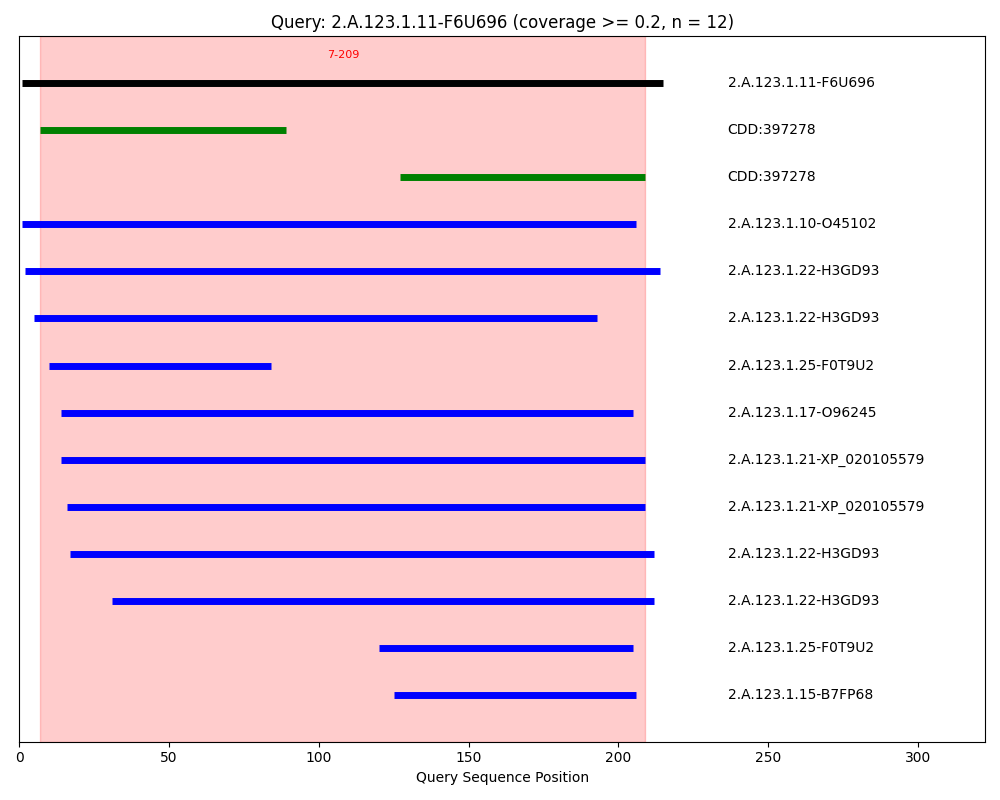 Query: 2.A.123.1.11-F6U696 (coverage >= 0.2, n = 12)
7-209
2.A.123.1.11-F6U696
CDD:397278
CDD:397278
2.A.123.1.10-O45102
2.A.123.1.22-H3GD93
2.A.123.1.22-H3GD93
2.A.123.1.25-F0T9U2
2.A.123.1.17-O96245
2.A.123.1.21-XP_020105579
2.A.123.1.21-XP_020105579
2.A.123.1.22-H3GD93
2.A.123.1.22-H3GD93
2.A.123.1.25-F0T9U2
2.A.123.1.15-B7FP68
0 50 100 150 200 250 300
Query Sequence Position